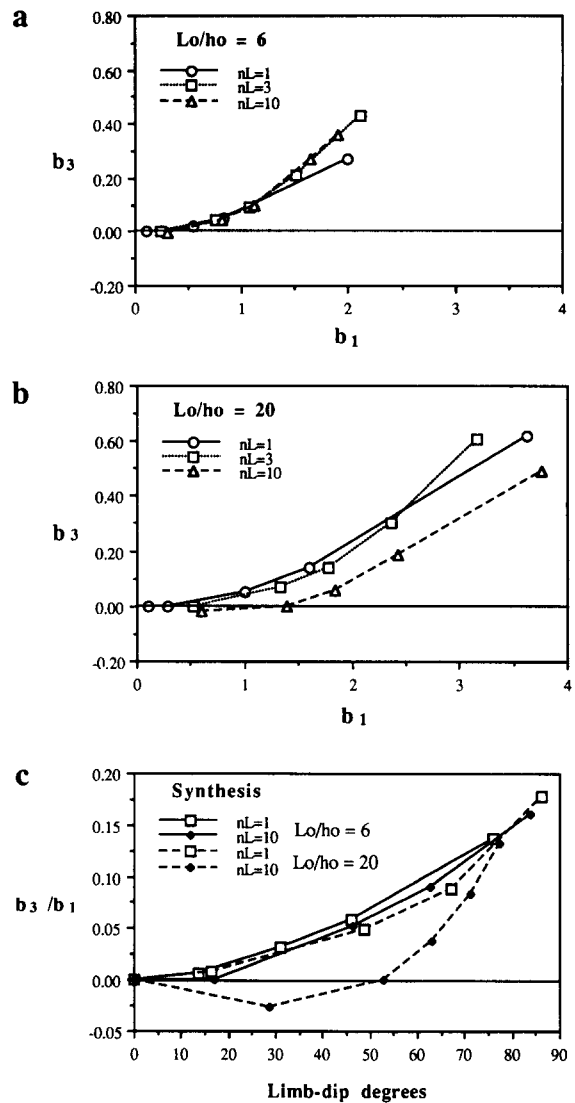 a
Lo/ho = 6
nL=1
nL=3
nL=10
0.80
0.60
0.40
0.20
0.00
-0.20
b3
0 1 2 3 4
b1
b
Lo/ho = 20
nL=1
nL=3
nL=10
0.80
0.60
0.40
0.20
0.00
-0.20
b3
0 1 2 3 4
b1
c
Synthesis
nL=1
nL=10 Lo/ho = 6
nL=1
nL=10 Lo/ho = 20
0.20
0.15
0.10
0.05
0.00
-0.05
b3 /b1
0 10 20 30 40 50 60 70 80 90
Limb-dip degrees